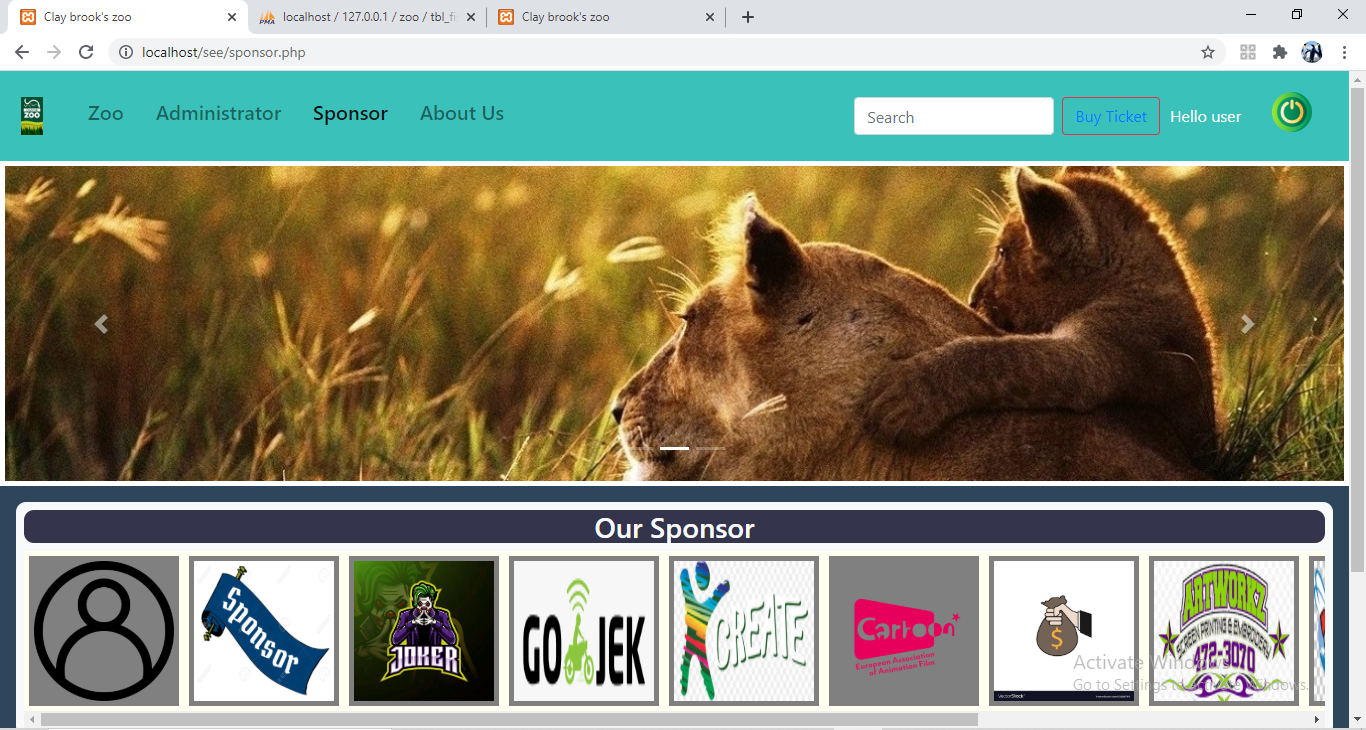 Clay brook's zoo
localhost / 127.0.0.1 / zoo / tbl_fi
Clay brook's zoo
localhost/see/sponsor.php
ZOO
Zoo
Administrator
Sponsor
About Us
Search
Buy Ticket
Hello user
Our Sponsor
Sponsor
JOKER
GO JEK
CREATE
Cartoon
European Association
of Animation Film
$
VectorStock
ARTWORKZ
SCREEN PRINTING & EMBROIDERY
472-3070
Activate Windows
Go to Settings to activate Windows.